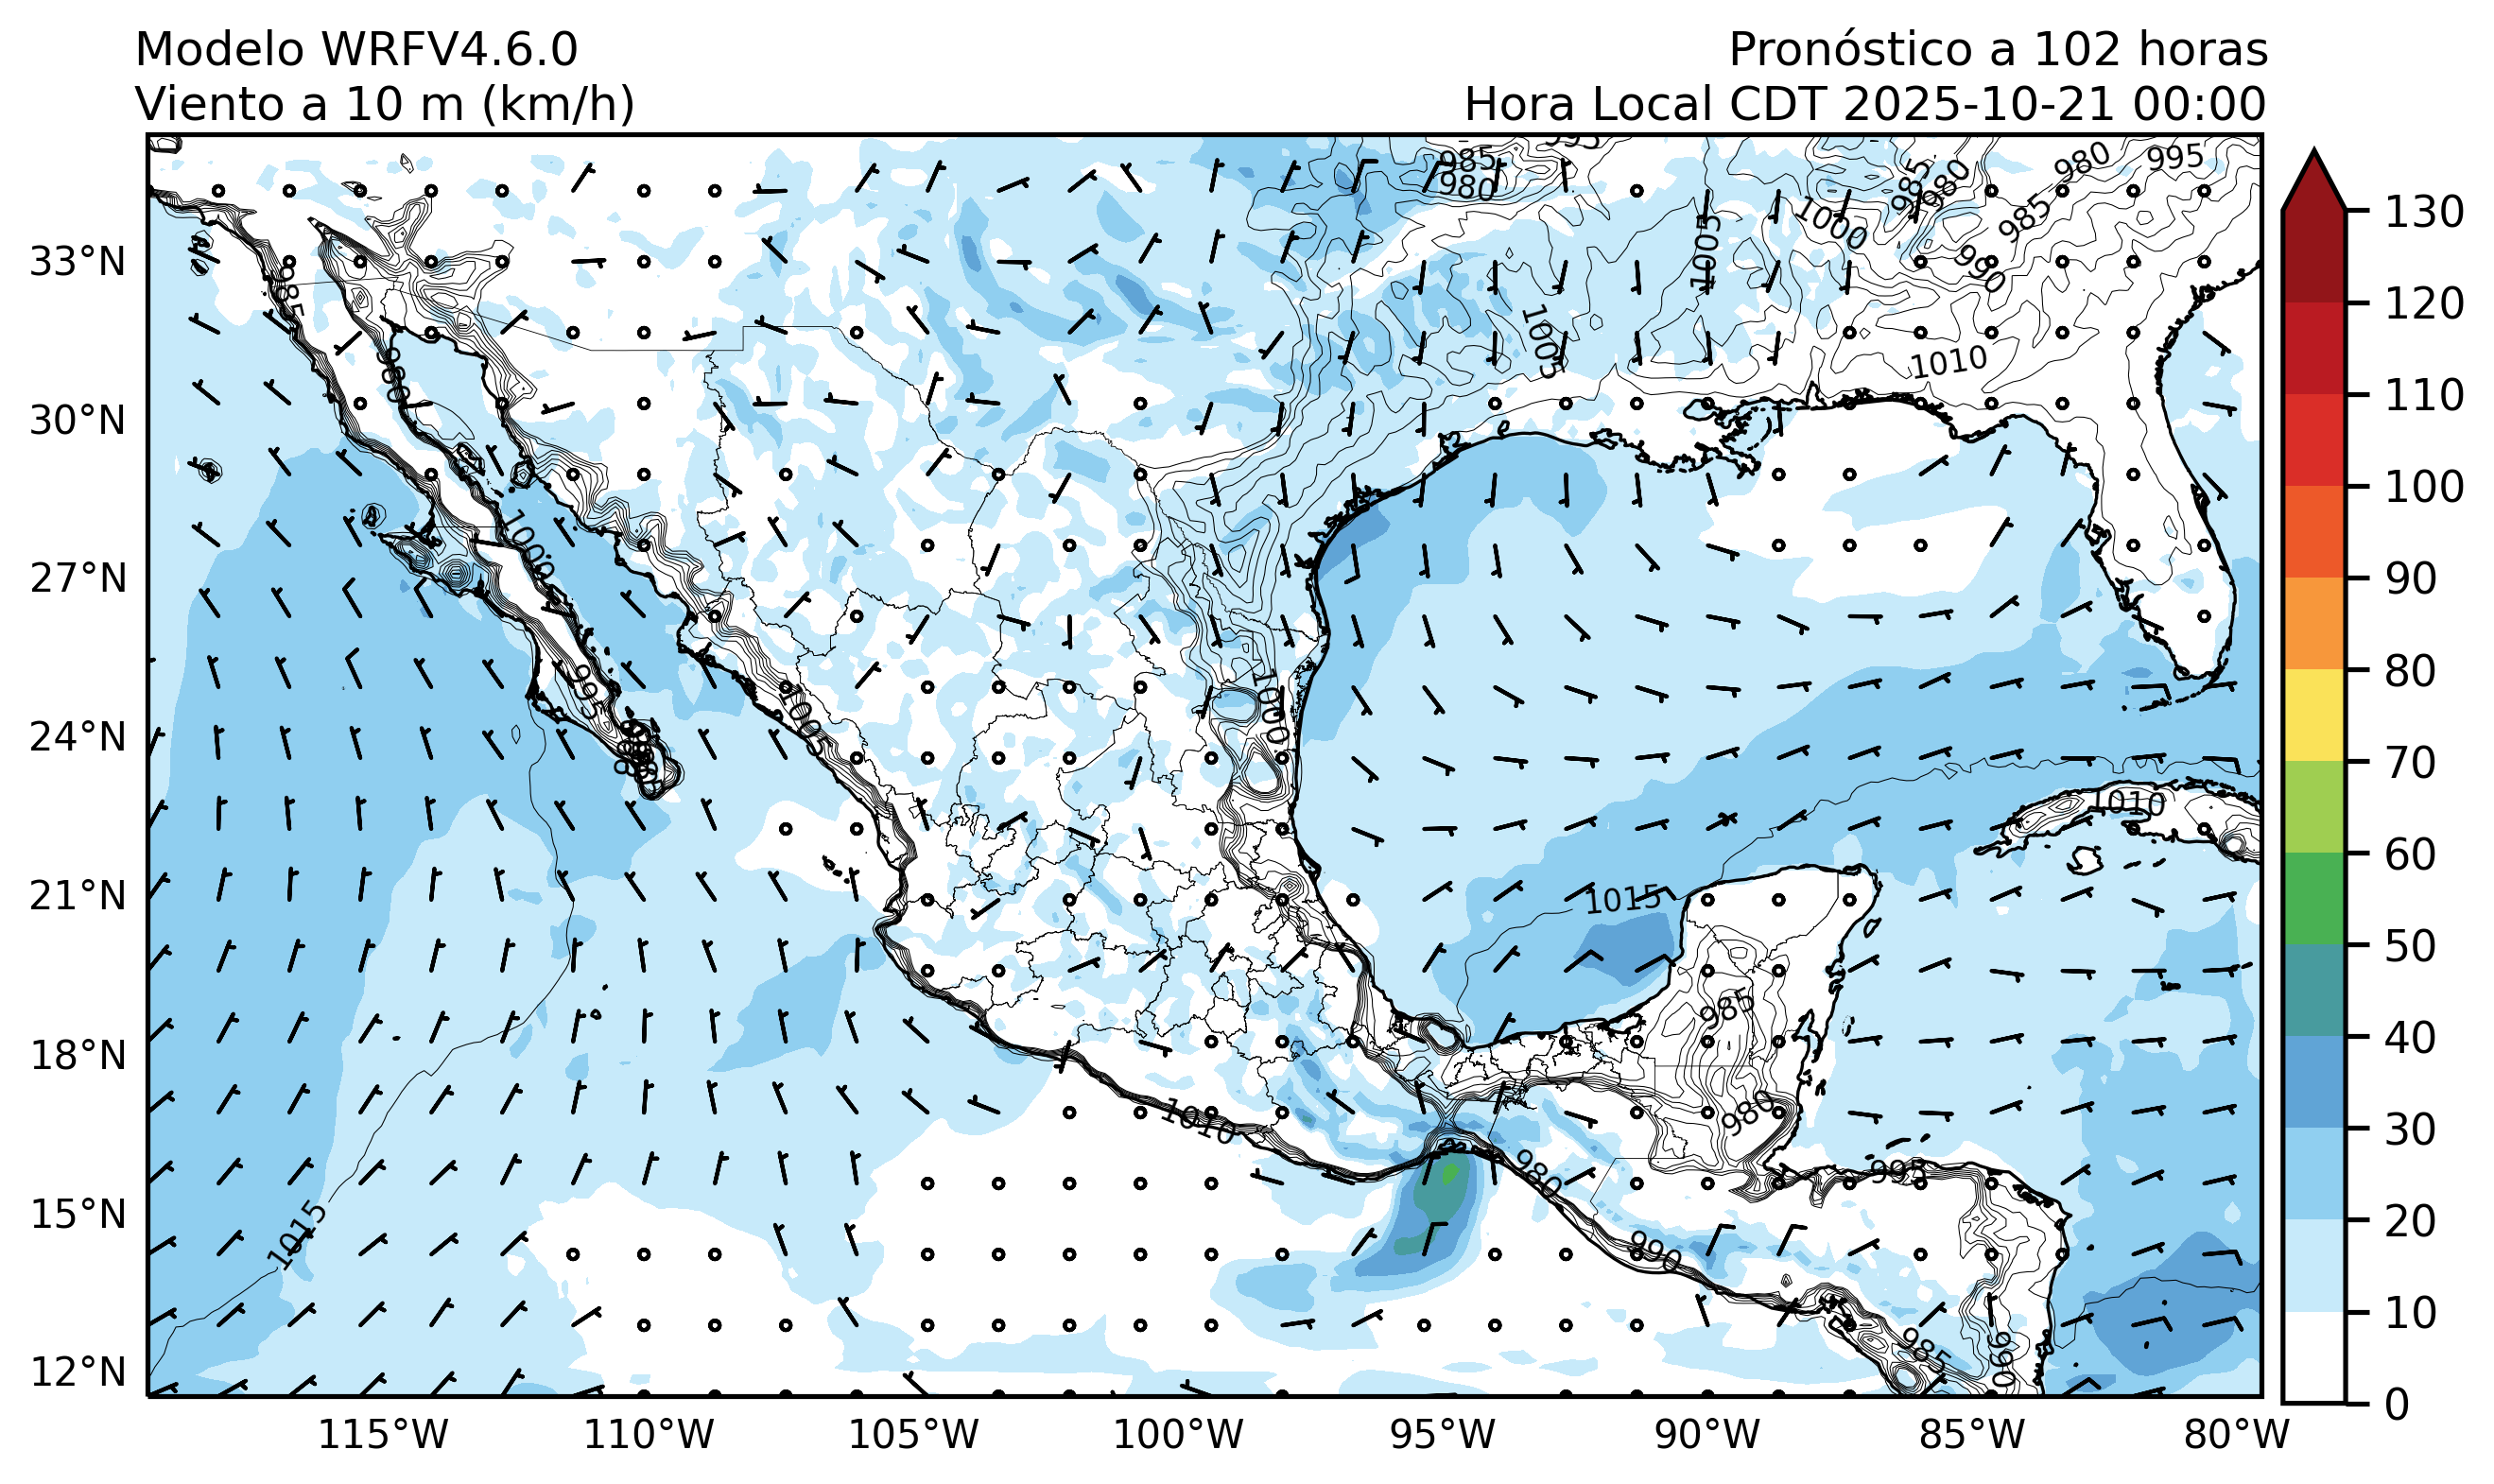 Modelo WRFV4.6.0
Pronóstico a 102 horas
Viento a 10 m (km/h)
Hora Local CDT 2025-10-21 00:00
985
980
995
985
980
980
995
1000
985
990
1005
985
1005
1010
980
1000
995
1005
1000
1010
1015
985
980
1010
980
995
1015
990
985
990
33°N
30°N
27°N
24°N
21°N
18°N
15°N
12°N
115°W
110°W
105°W
100°W
95°W
90°W
85°W
80°W
130
120
110
100
90
80
70
60
50
40
30
20
10
0